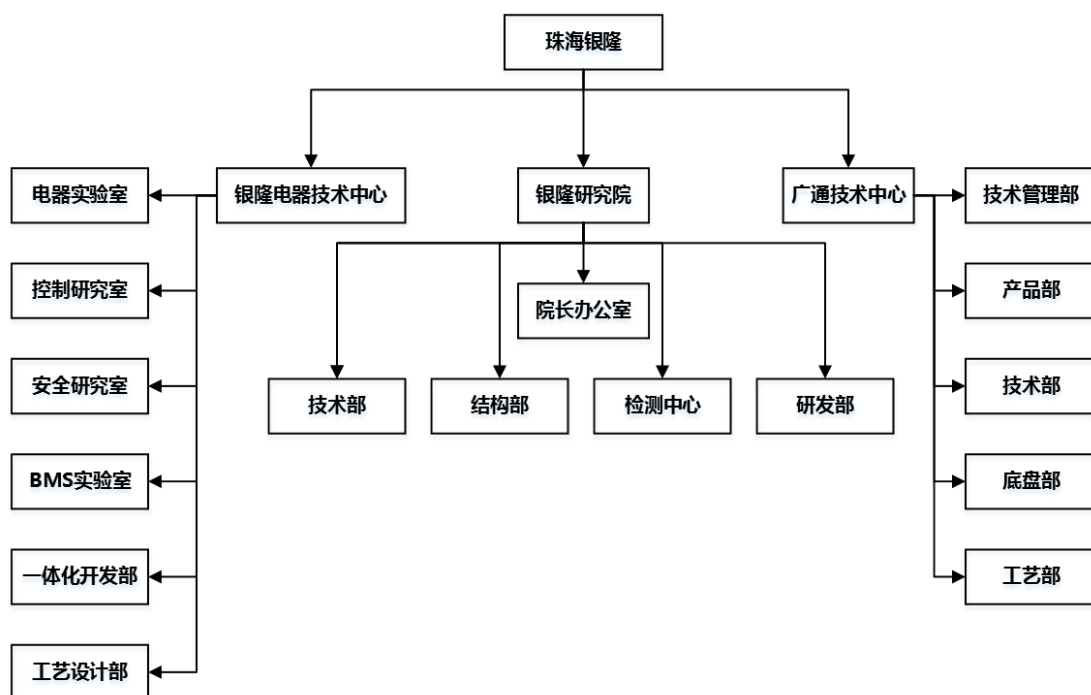 珠海银隆
银隆电器技术中心
银隆研究院
广通技术中心
电器实验室
控制研究室
安全研究室
BMS实验室
一体化开发部
工艺设计部
院长办公室
技术部
结构部
检测中心
研发部
技术管理部
产品部
技术部
底盘部
工艺部